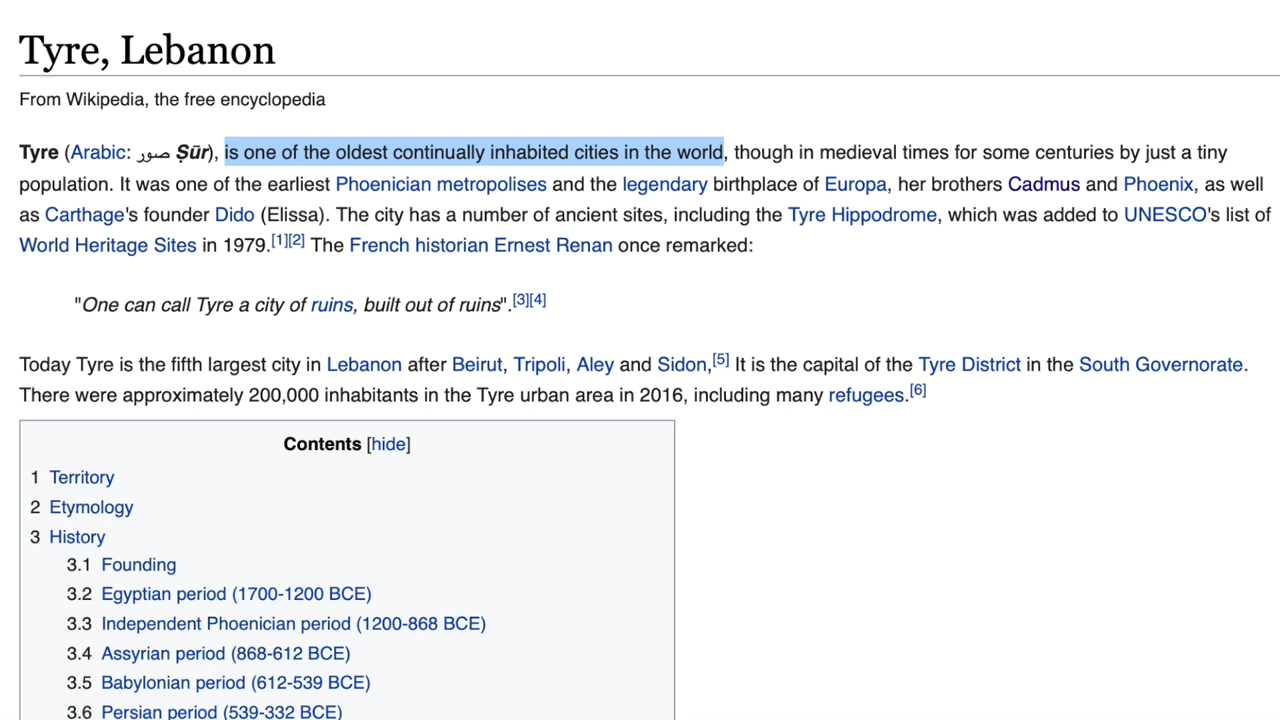 Tyre, Lebanon
From Wikipedia, the free encyclopedia
Tyre (Arabic: صور Ṣūr), is one of the oldest continually inhabited cities in the world, though in medieval times for some centuries by just a tiny
population. It was one of the earliest Phoenician metropolises and the legendary birthplace of Europa, her brothers Cadmus and Phoenix, as well
as Carthage's founder Dido (Elissa). The city has a number of ancient sites, including the Tyre Hippodrome, which was added to UNESCO's list of
World Heritage Sites in 1979.[1][2] The French historian Ernest Renan once remarked:
"One can call Tyre a city of ruins, built out of ruins".[3][4]
Today Tyre is the fifth largest city in Lebanon after Beirut, Tripoli, Aley and Sidon,[5] It is the capital of the Tyre District in the South Governorate.
There were approximately 200,000 inhabitants in the Tyre urban area in 2016, including many refugees.[6]
Contents [hide]
1 Territory
2 Etymology
3 History
3.1 Founding
3.2 Egyptian period (1700-1200 BCE)
3.3 Independent Phoenician period (1200-868 BCE)
3.4 Assyrian period (868-612 BCE)
3.5 Babylonian period (612-539 BCE)
3.6 Persian period (539-332 BCE)